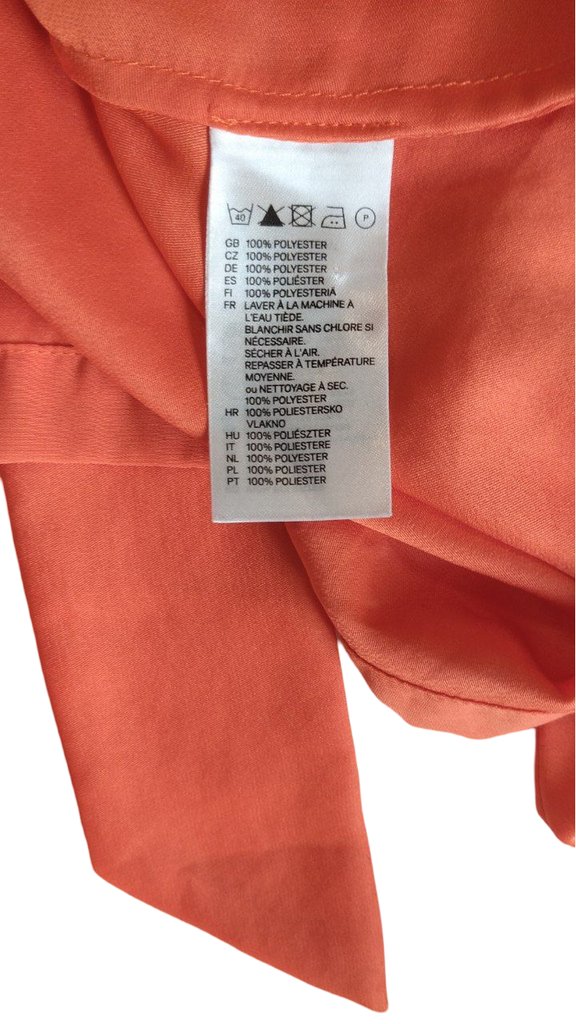 40 P
GB 100% POLYESTER
CZ 100% POLYESTER
DE 100% POLYESTER
ES 100% POLIÉSTER
FI 100% POLYESTERIA
FR LAVER À LA MACHINE A
L'EAU TIÈDE.
BLANCHIR SANS CHLORE SI
NÉCESSAIRE.
SÉCHER À L'AIR.
REPASSER À TEMPÉRATURE
MOYENNE.
ou NETTOYAGE À SEC.
100% POLYESTER
HR 100% POLIESTERSKO
VLAKNO
HU 100% POLIÉSZTER
IT 100% POLIESTERE
NL 100% POLYESTER
PL 100% POLIESTER
PT 100% POLIESTER